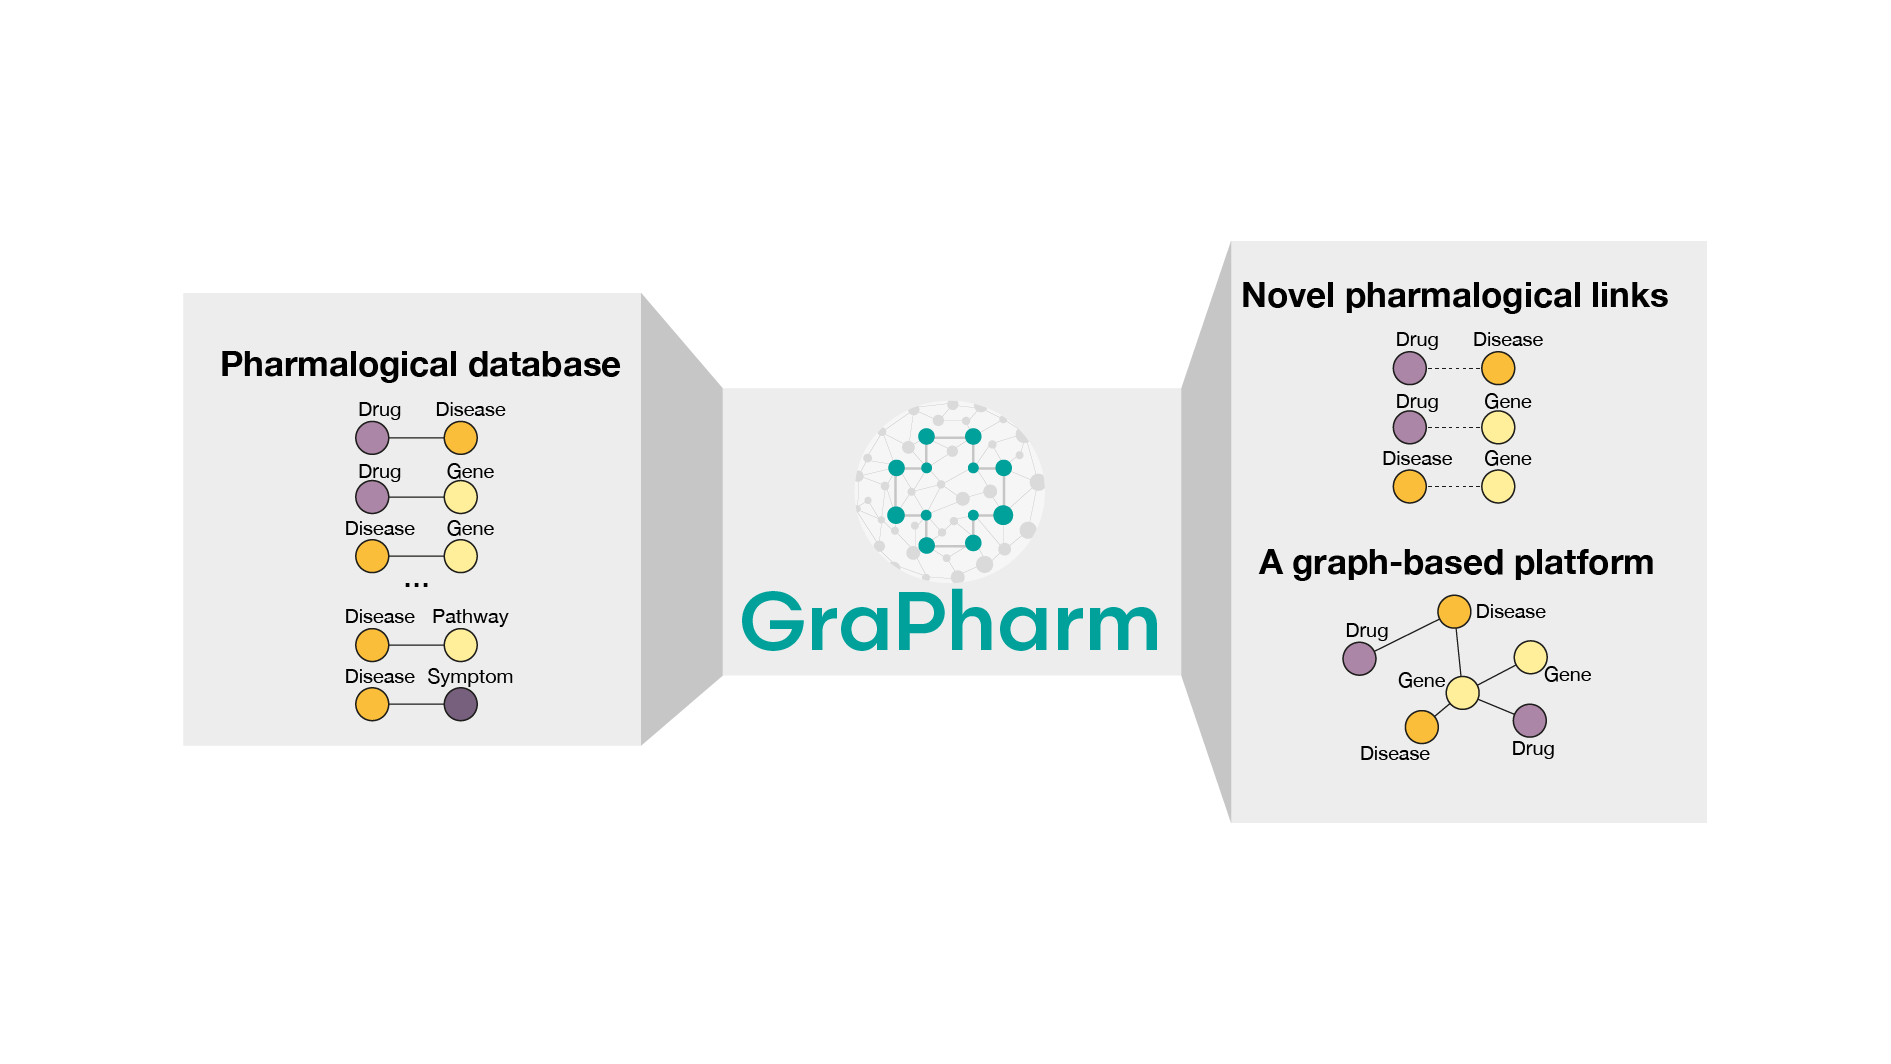 Pharmalogical database
Drug Disease
Drug Gene
Disease Gene
...
Disease Pathway
Disease Symptom
GraPharm
Novel pharmalogical links
Drug Disease
Drug Gene
Disease Gene
A graph-based platform
Disease
Drug
Gene
Gene
Disease
Drug